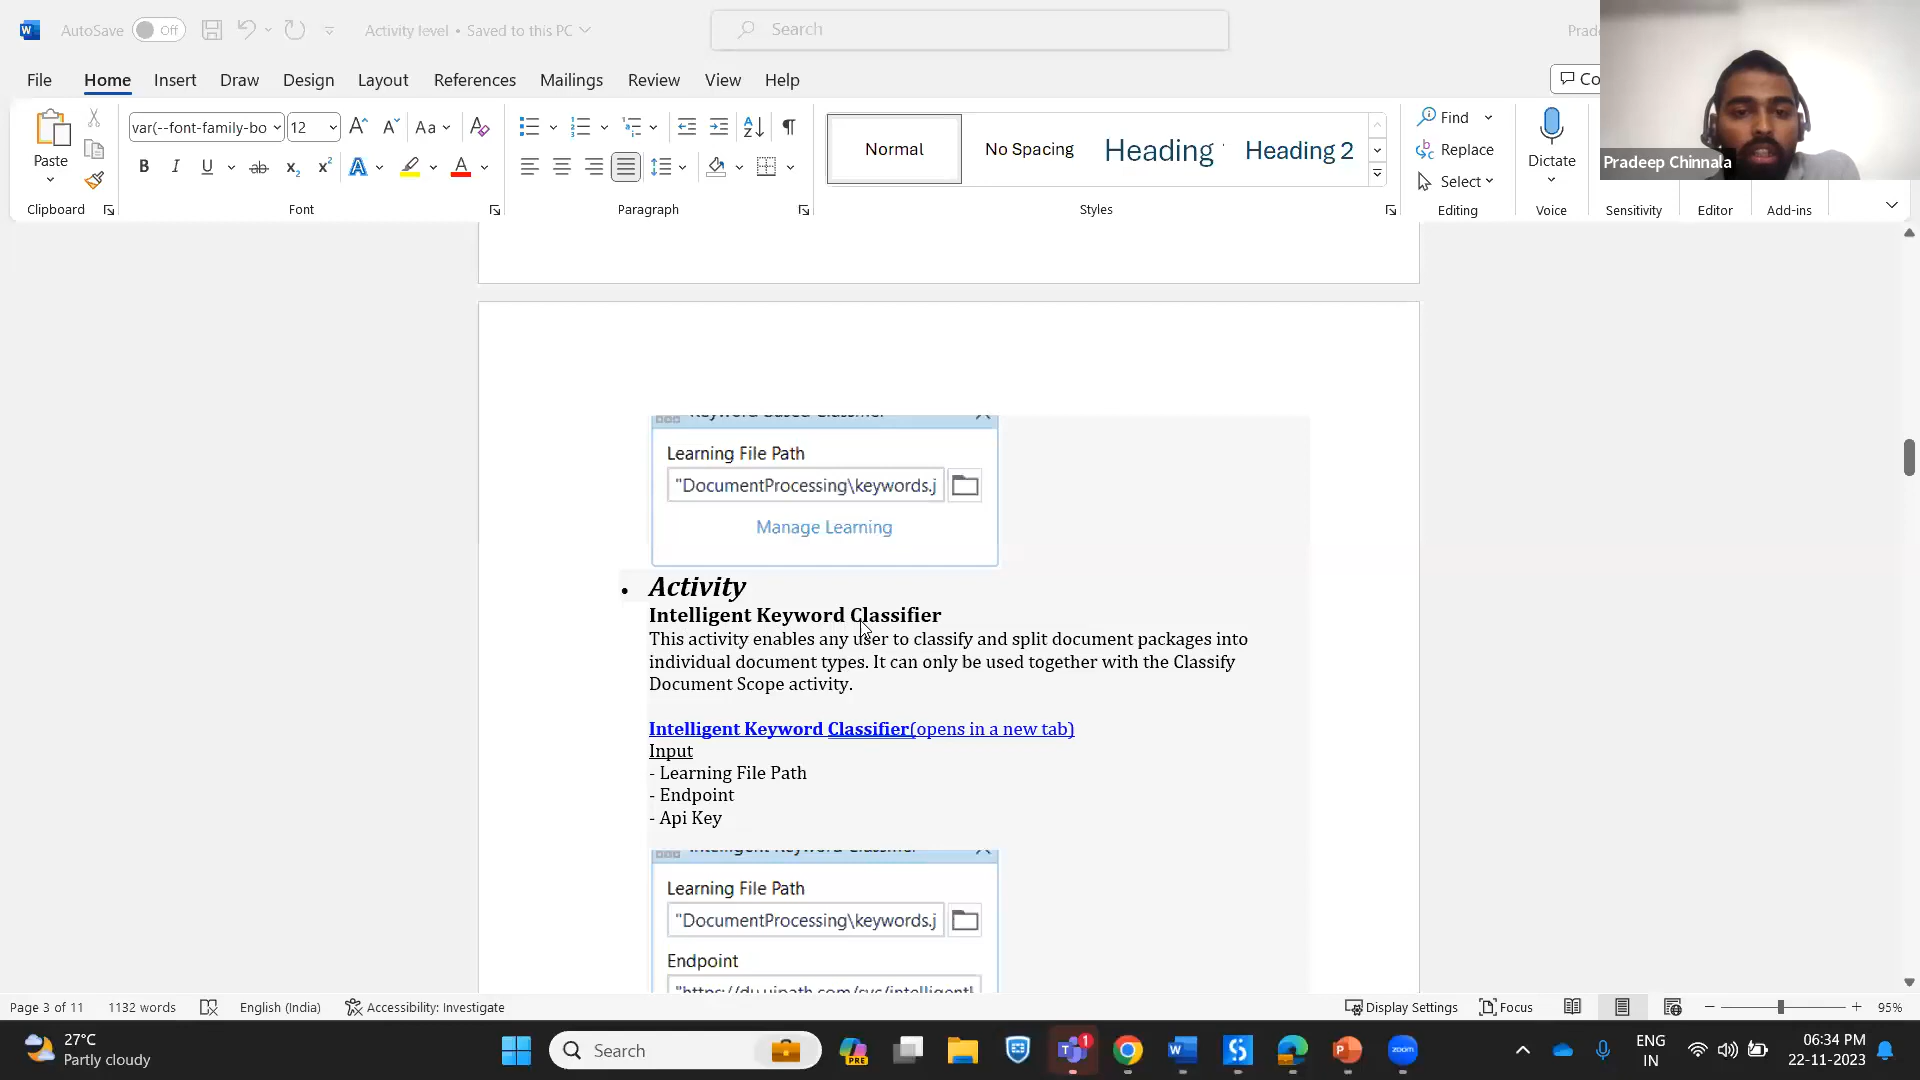 AutoSave Off Activity level • Saved to this PC Search
Pradeep Chinnala
File Home Insert Draw Design Layout References Mailings Review View Help Co
Paste
var(--font-family-bo 12
Aa
Normal No Spacing Heading Heading 2
Find
Replace
Select
Dictate
Clipboard Font Paragraph Styles Editing Voice Sensitivity Editor Add-ins
Learning File Path
"DocumentProcessing\keywords.j
Manage Learning
• Activity
Intelligent Keyword Classifier
This activity enables any user to classify and split document packages into
individual document types. It can only be used together with the Classify
Document Scope activity.
Intelligent Keyword Classifier(opens in a new tab)
Input
- Learning File Path
- Endpoint
- Api Key
Learning File Path
"DocumentProcessing\keywords.j
Endpoint
Page 3 of 11 1132 words English (India) Accessibility: Investigate Display Settings Focus 95%
27°C
Partly cloudy
Search
PRE
1
zoom
ENG
IN
06:34 PM
22-11-2023